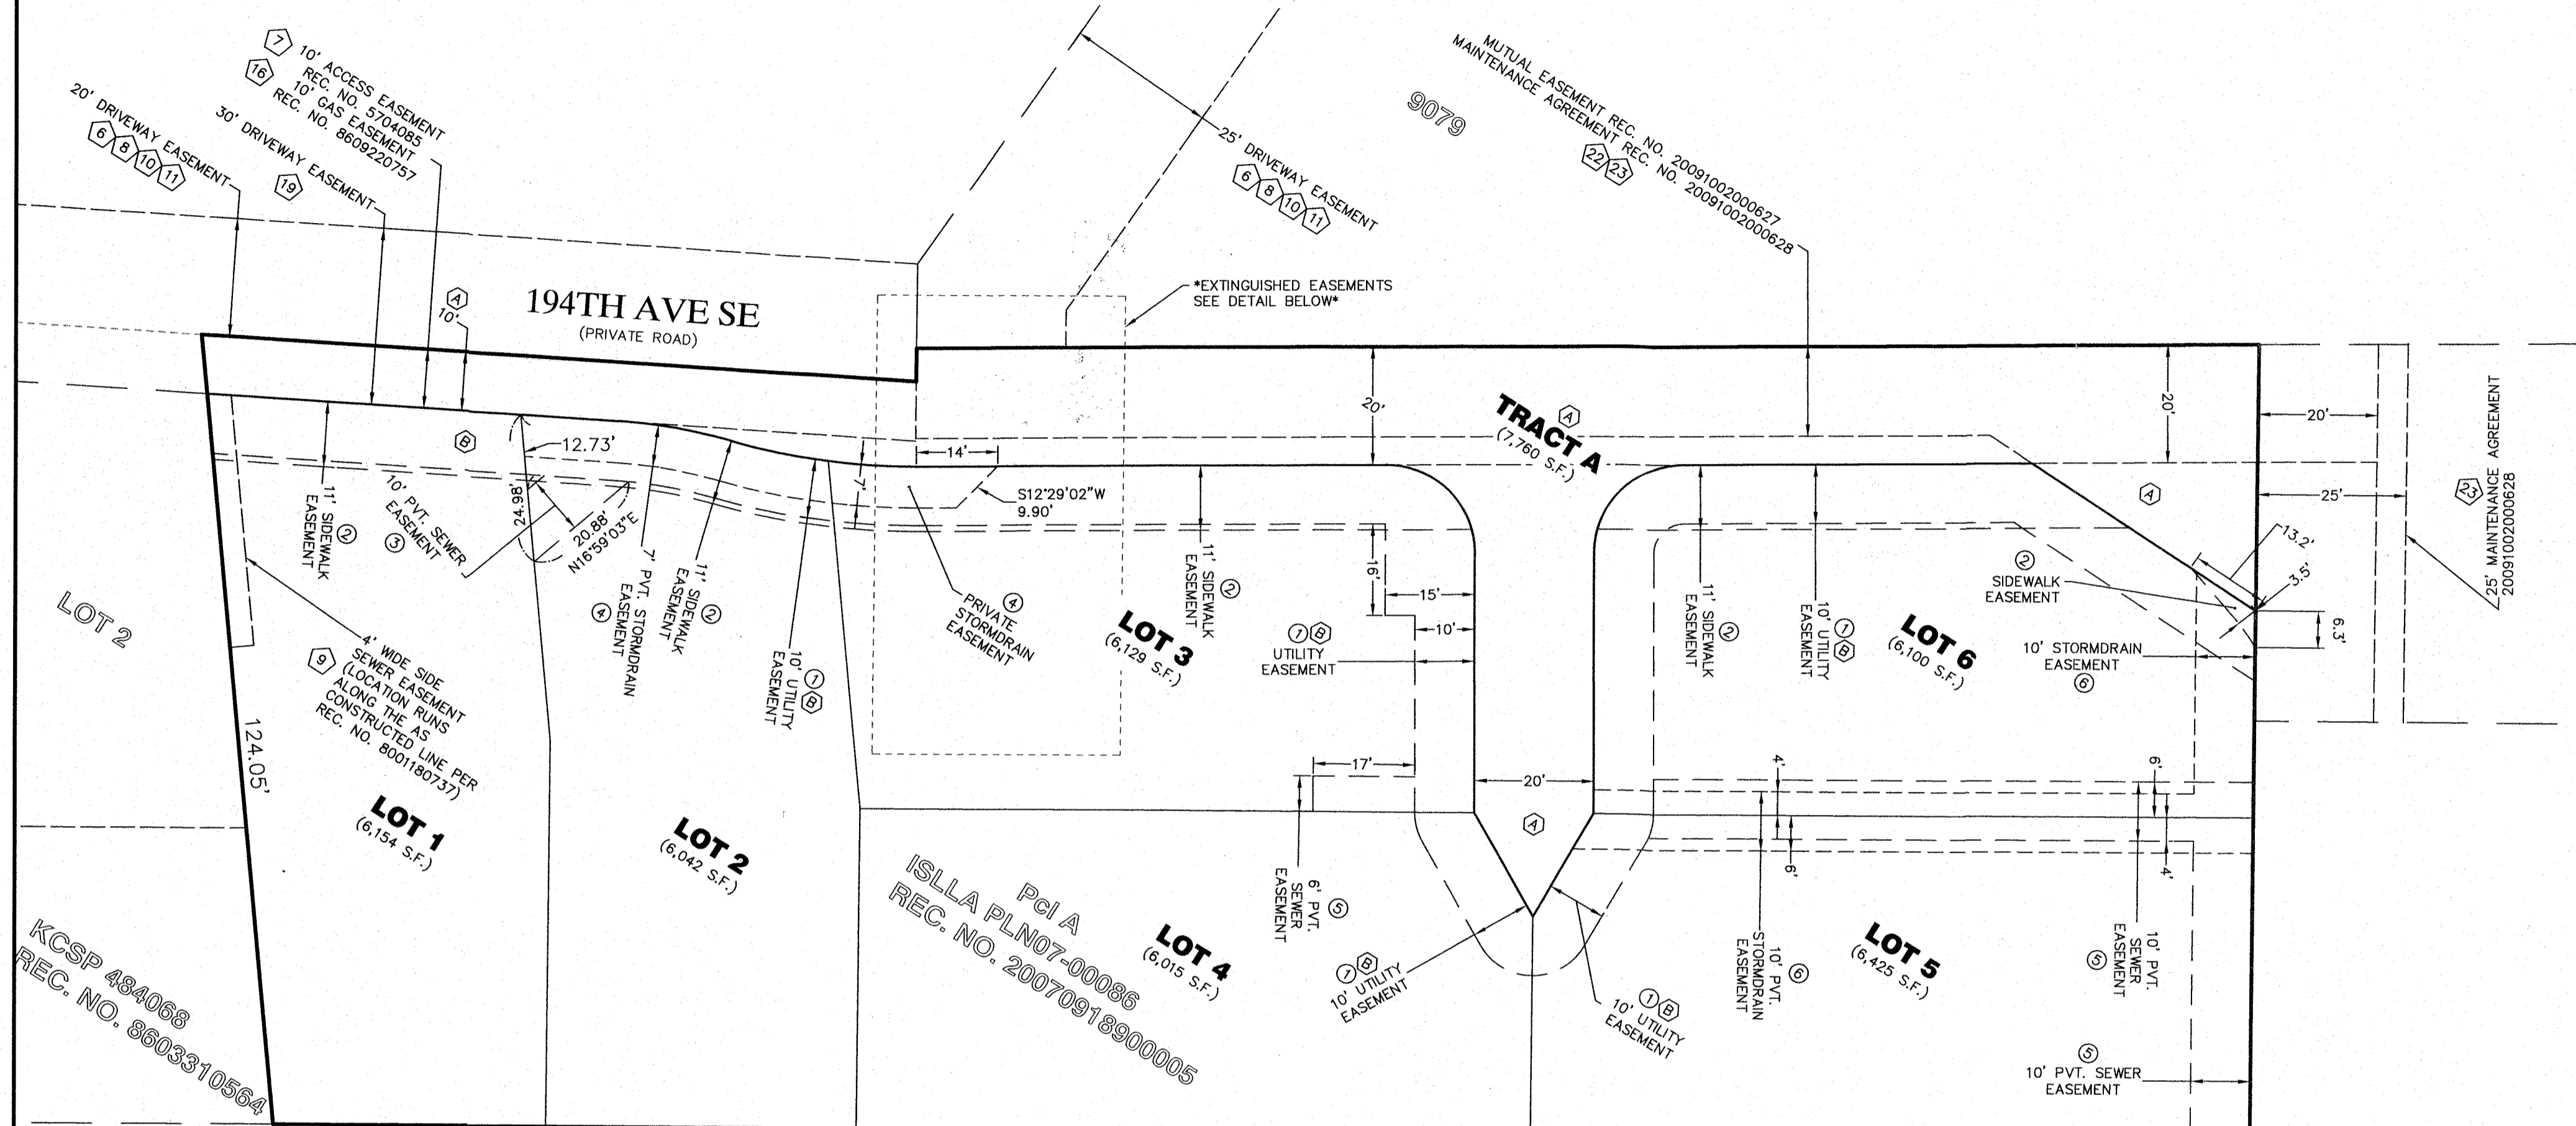 7
10' ACCESS EASEMENT
REC. NO. 5704085
16
10' GAS EASEMENT
REC. NO. 8609220757
20' DRIVEWAY EASEMENT
6 8 10 11
30' DRIVEWAY EASEMENT
19
A
10'
194TH AVE SE
(PRIVATE ROAD)
25' DRIVEWAY EASEMENT
6 8 10 11
9079
MUTUAL EASEMENT REC. NO. 20091002000627
MAINTENANCE AGREEMENT REC. NO. 20091002000628
22 23
*EXTINGUISHED EASEMENTS
SEE DETAIL BELOW*
B
12.73'
14'
7'
20'
TRACT A
A
(7,760 S.F.)
20'
20'
25'
A
23
25' MAINTENANCE AGREEMENT
20091002000628
S12°29'02"W
9.90'
11' SIDEWALK
EASEMENT
2
10' PVT. SEWER
EASEMENT
3
24.98'
20.88'
N16°59'03"E
7' PVT. STORMDRAIN
EASEMENT
4
11' SIDEWALK
EASEMENT
2
10' UTILITY
EASEMENT
1 B
4
PRIVATE
STORMDRAIN
EASEMENT
LOT 3
(6,129 S.F.)
11' SIDEWALK
EASEMENT
2
16'
15'
10'
1 B
UTILITY
EASEMENT
11' SIDEWALK
EASEMENT
2
10' UTILITY
EASEMENT
1 B
LOT 6
(6,100 S.F.)
2
SIDEWALK
EASEMENT
10' STORMDRAIN
EASEMENT
6
13.2'
3.5'
6.3'
LOT 2
9
4' WIDE SIDE
SEWER EASEMENT
(LOCATION RUNS
ALONG THE AS
CONSTRUCTED LINE PER
REC. NO. 8001180737)
124.05'
LOT 1
(6,154 S.F.)
LOT 2
(6,042 S.F.)
17'
20'
A
4'
6'
6'
4'
Pcl A
ISLLA PLN07-00086
REC. NO. 20070918900005
LOT 4
(6,015 S.F.)
6' PVT.
SEWER
EASEMENT
5
1 B
10' UTILITY
EASEMENT
1 B
10' UTILITY
EASEMENT
10' PVT.
STORMDRAIN
EASEMENT
6
LOT 5
(6,425 S.F.)
10' PVT.
SEWER
EASEMENT
5
5
10' PVT. SEWER
EASEMENT
KCSP 484068
REC. NO. 8603310564